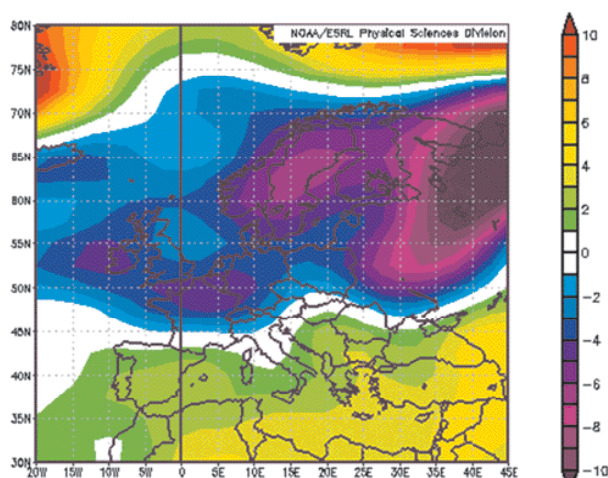 NOAA/ESRL Physical Sciences Division
80N
75N
70N
65N
60N
55N
50N
45N
40N
35N
30N
20W 15W 10W 5W 0 5E 10E 15E 20E 25E 30E 35E 40E 45E
10
8
6
4
2
0
-2
-4
-6
-8
-10